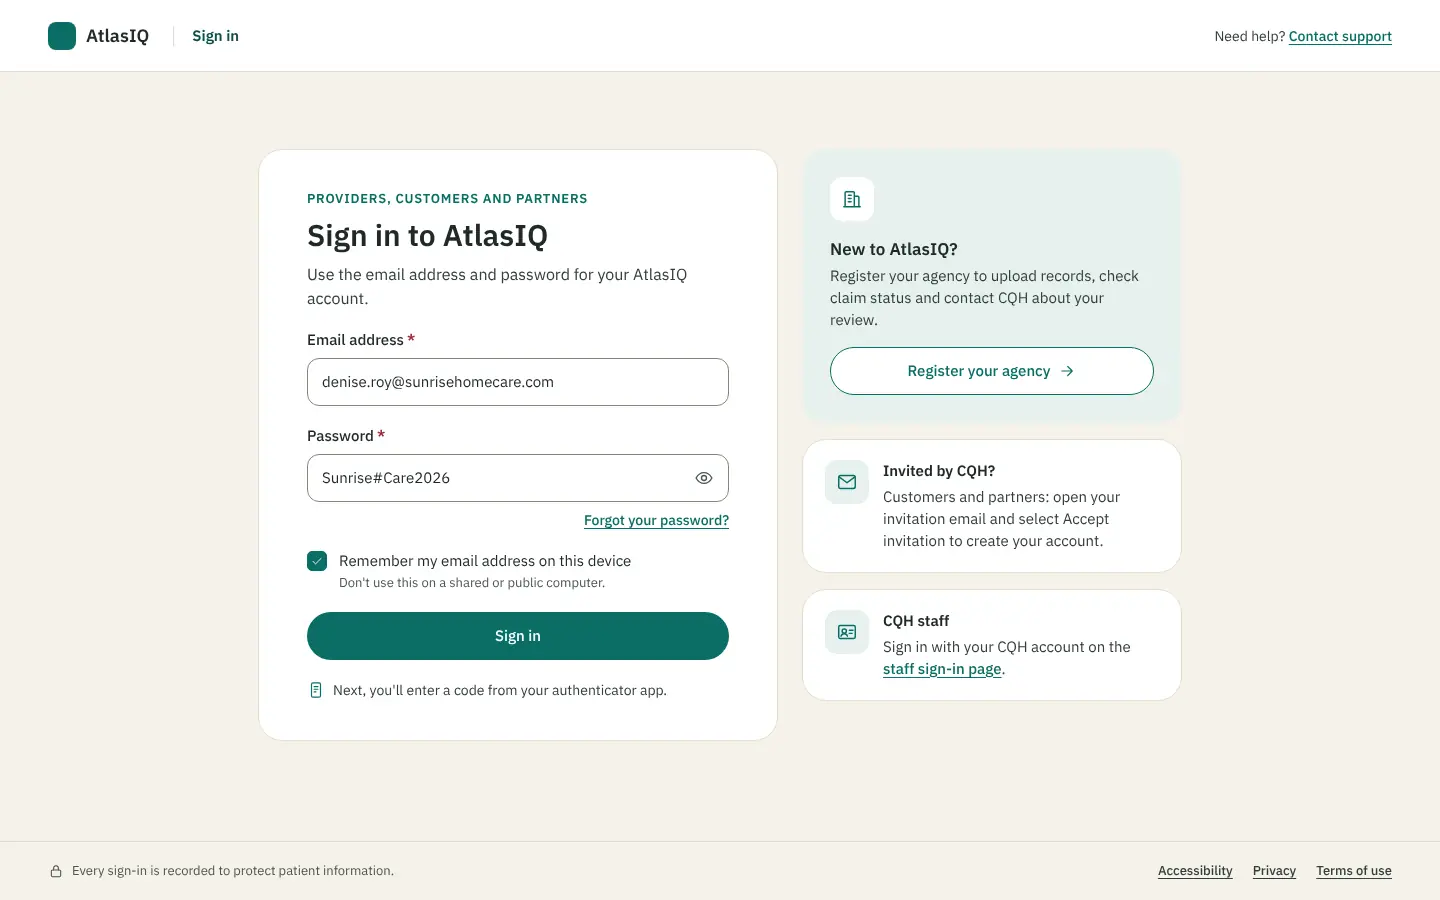 AtlasIQ
Sign in
Need help? Contact support
PROVIDERS, CUSTOMERS AND PARTNERS
Sign in to AtlasIQ
Use the email address and password for your AtlasIQ
account.
Email address *
denise.roy@sunrisehomecare.com
Password *
Sunrise#Care2026
Forgot your password?
Remember my email address on this device
Don't use this on a shared or public computer.
Sign in
Next, you'll enter a code from your authenticator app.
New to AtlasIQ?
Register your agency to upload records, check
claim status and contact CQH about your
review.
Register your agency →
Invited by CQH?
Customers and partners: open your
invitation email and select Accept
invitation to create your account.
CQH staff
Sign in with your CQH account on the
staff sign-in page.
Every sign-in is recorded to protect patient information.
Accessibility
Privacy
Terms of use